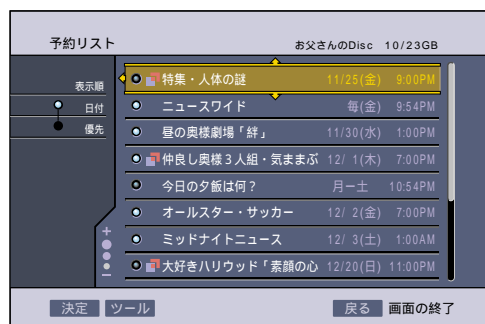 予約リスト
お父さんのDisc 10/23GB
表示順
日付
優先
特集・人体の謎 11/25(金) 9:00PM
ニュースワイド 毎(金) 9:54PM
昼の奥様劇場「絆」 11/30(水) 1:00PM
仲良し奥様3人組・気ままぶ 12/ 1(木) 7:00PM
今日の夕飯は何? 月ー土 10:54PM
オールスター・サッカー 12/ 2(金) 7:00PM
ミッドナイトニュース 12/ 3(土) 1:00AM
大好きハリウッド「素顔の心 12/20(日) 11:00PM
決定 ツール 戻る 画面の終了